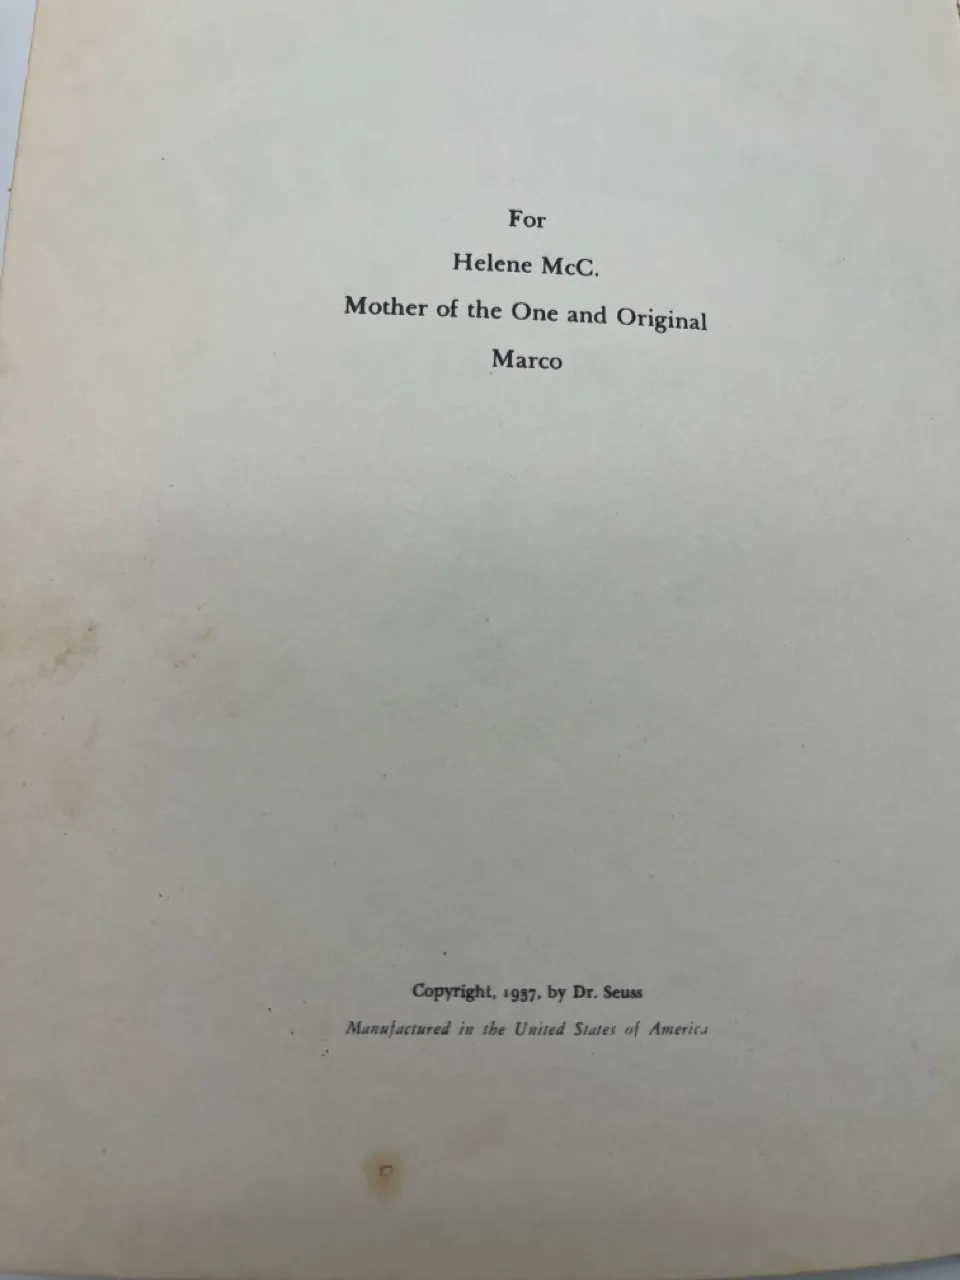 For
Helene McC.
Mother of the One and Original
Marco
Copyright, 1937, by Dr. Seuss
Manufactured in the United States of America